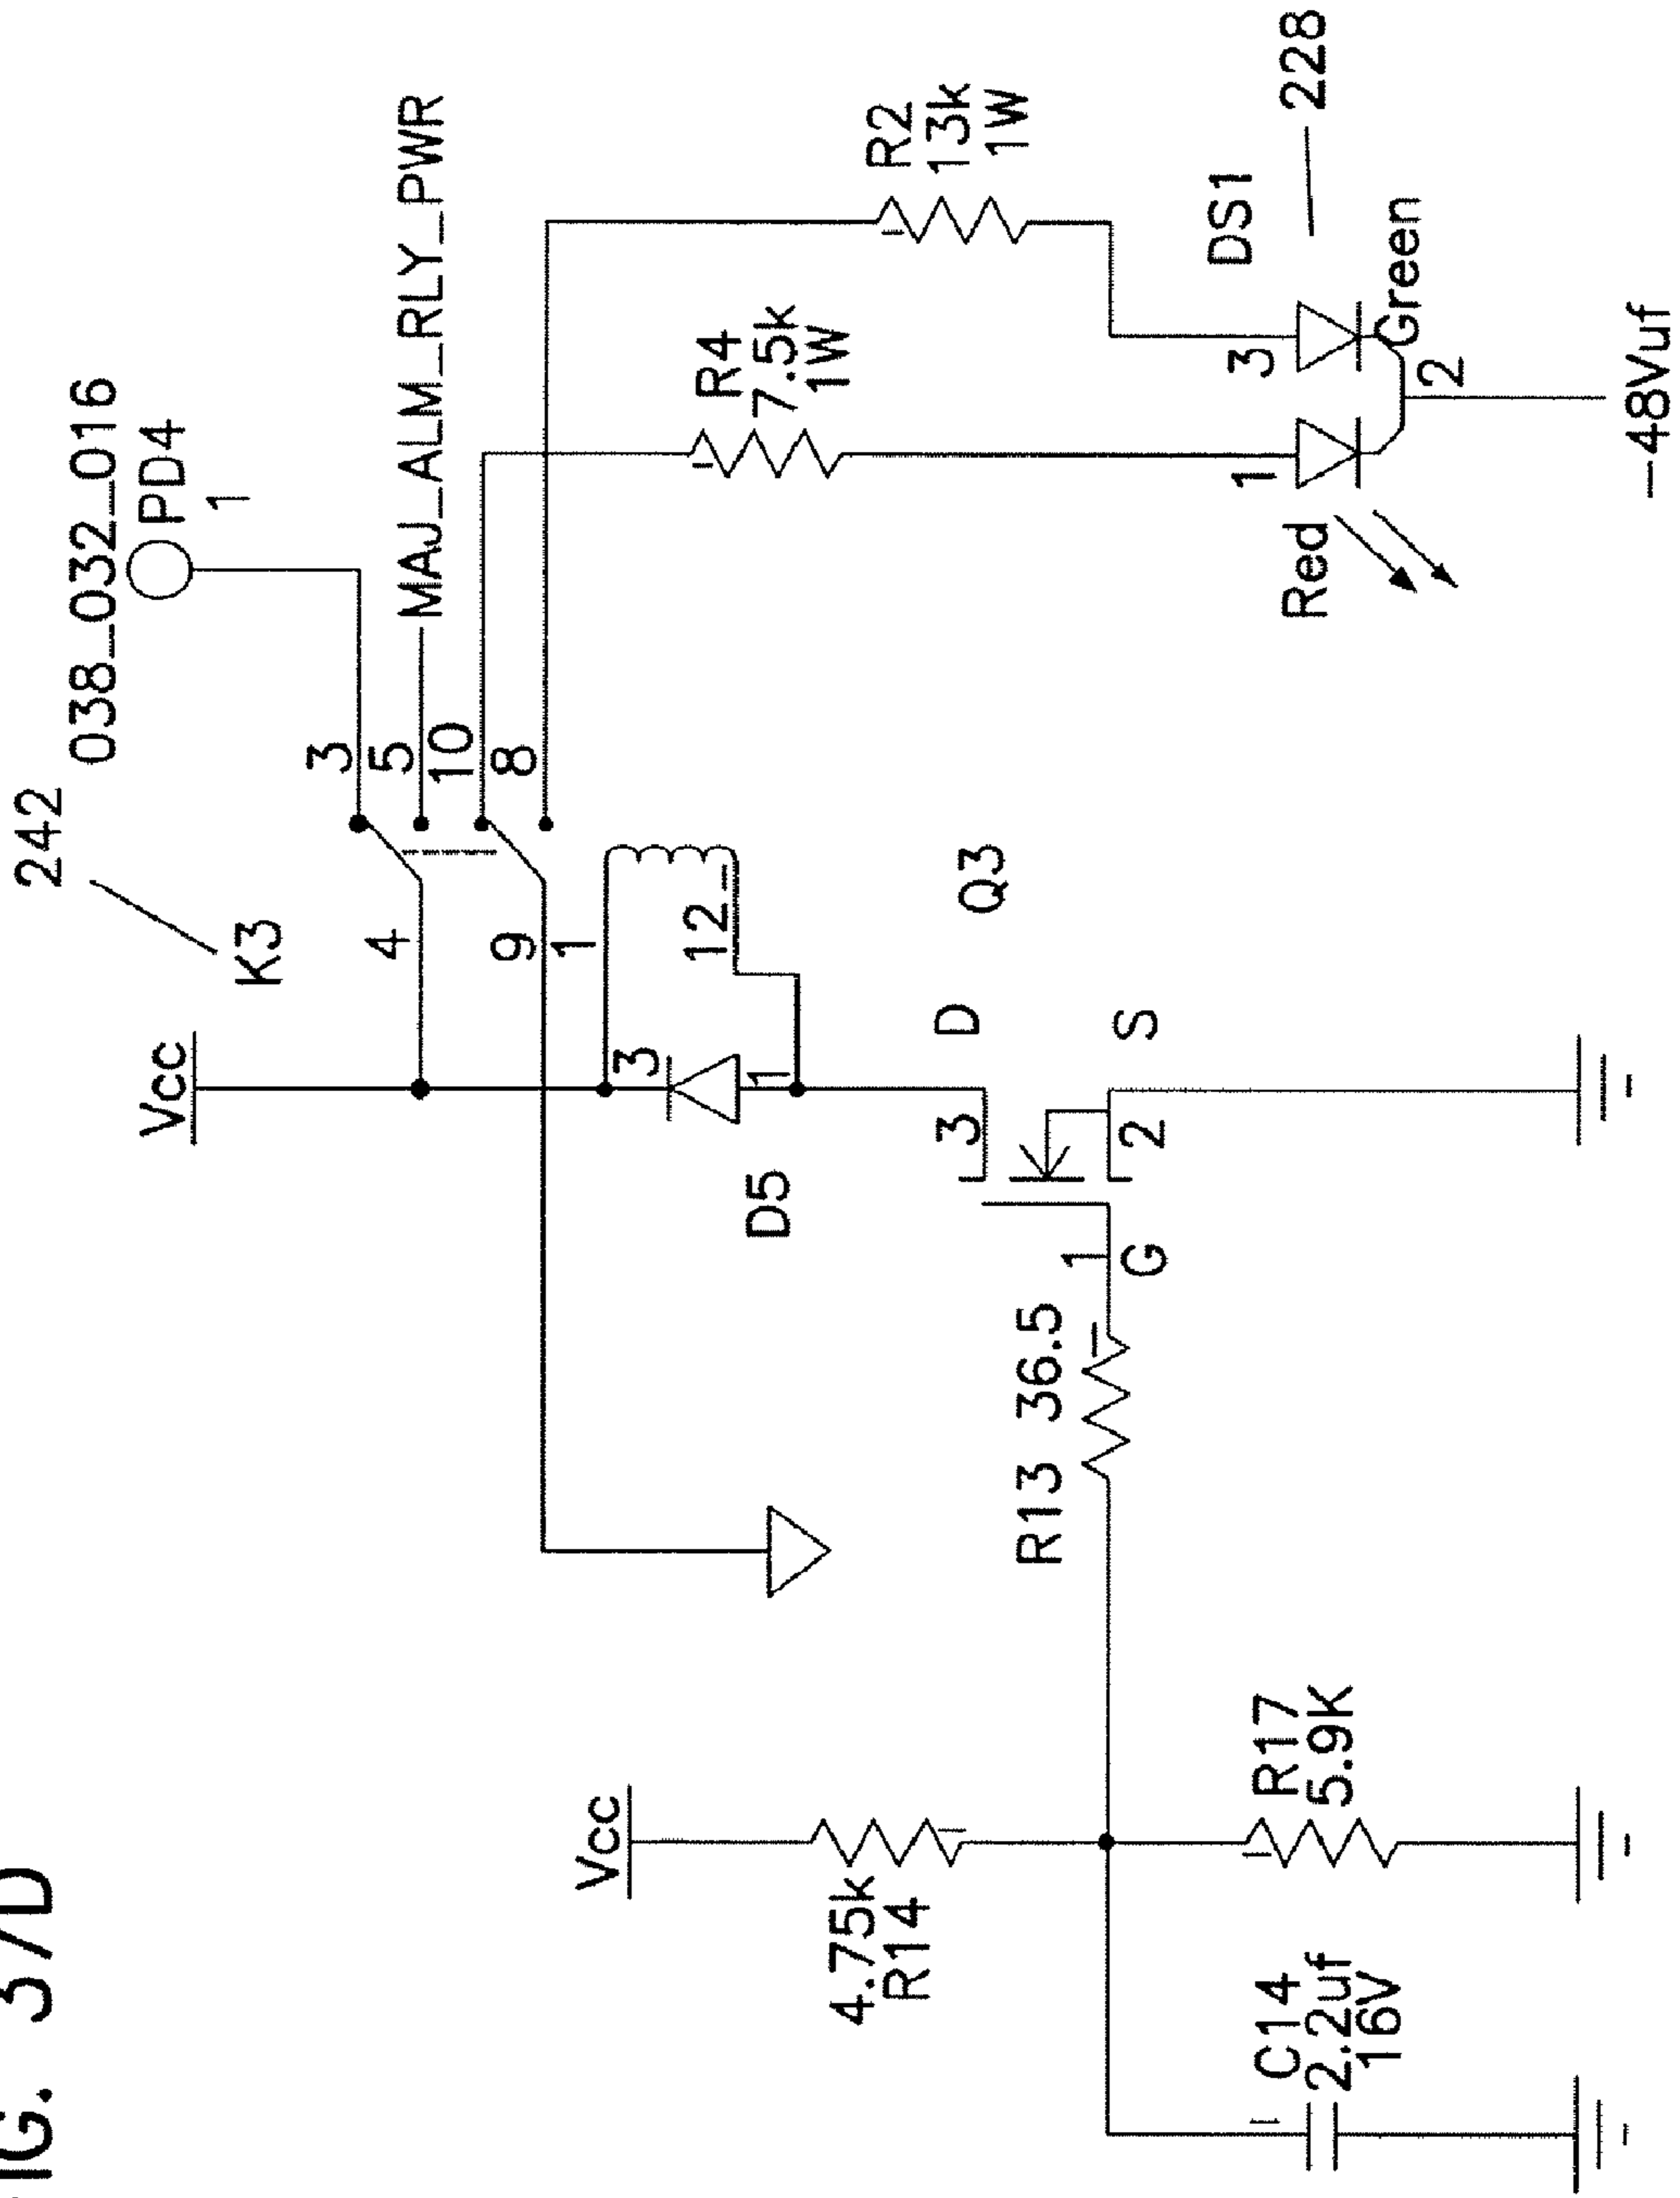 FIG. 37D
242
K3
038_032_016
PD4
1
Vcc
4
3
5
MAJ_ALM_RLY_PWR
10
9
8
1
12
3
1
D5
R4
7.5k
1W
R2
13k
1W
Q3
D
3
S
2
1
G
R13 36.5
DS1
228
3
Green
1
Red
2
-48Vuf
Vcc
4.75k
R14
R17
5.9K
C14
2.2uf
16V